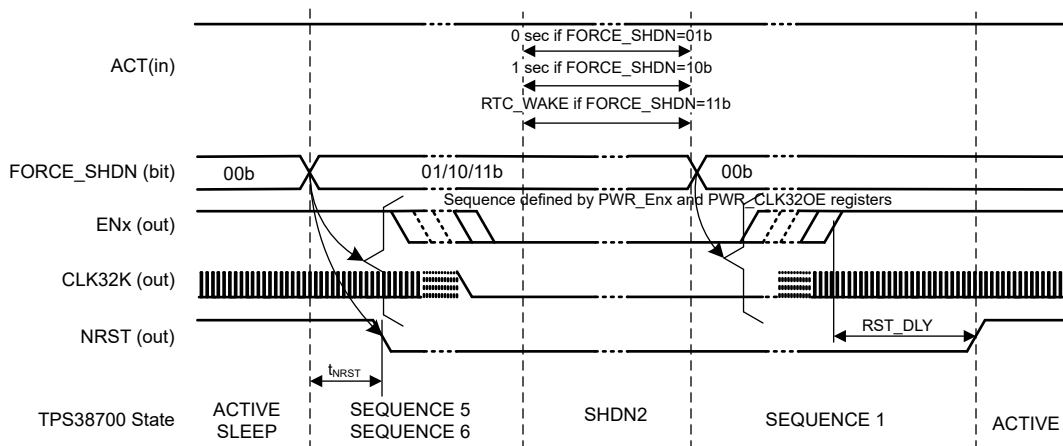 ACT(in)
0 sec if FORCE_SHDN=01b
1 sec if FORCE_SHDN=10b
RTC_WAKE if FORCE_SHDN=11b
FORCE_SHDN (bit)
00b
01/10/11b
00b
Sequence defined by PWR_Enx and PWR_CLK32OE registers
ENx (out)
CLK32K (out)
NRST (out)
RST_DLY
tNRST
TPS38700 State
ACTIVE
SLEEP
SEQUENCE 5
SEQUENCE 6
SHDN2
SEQUENCE 1
ACTIVE